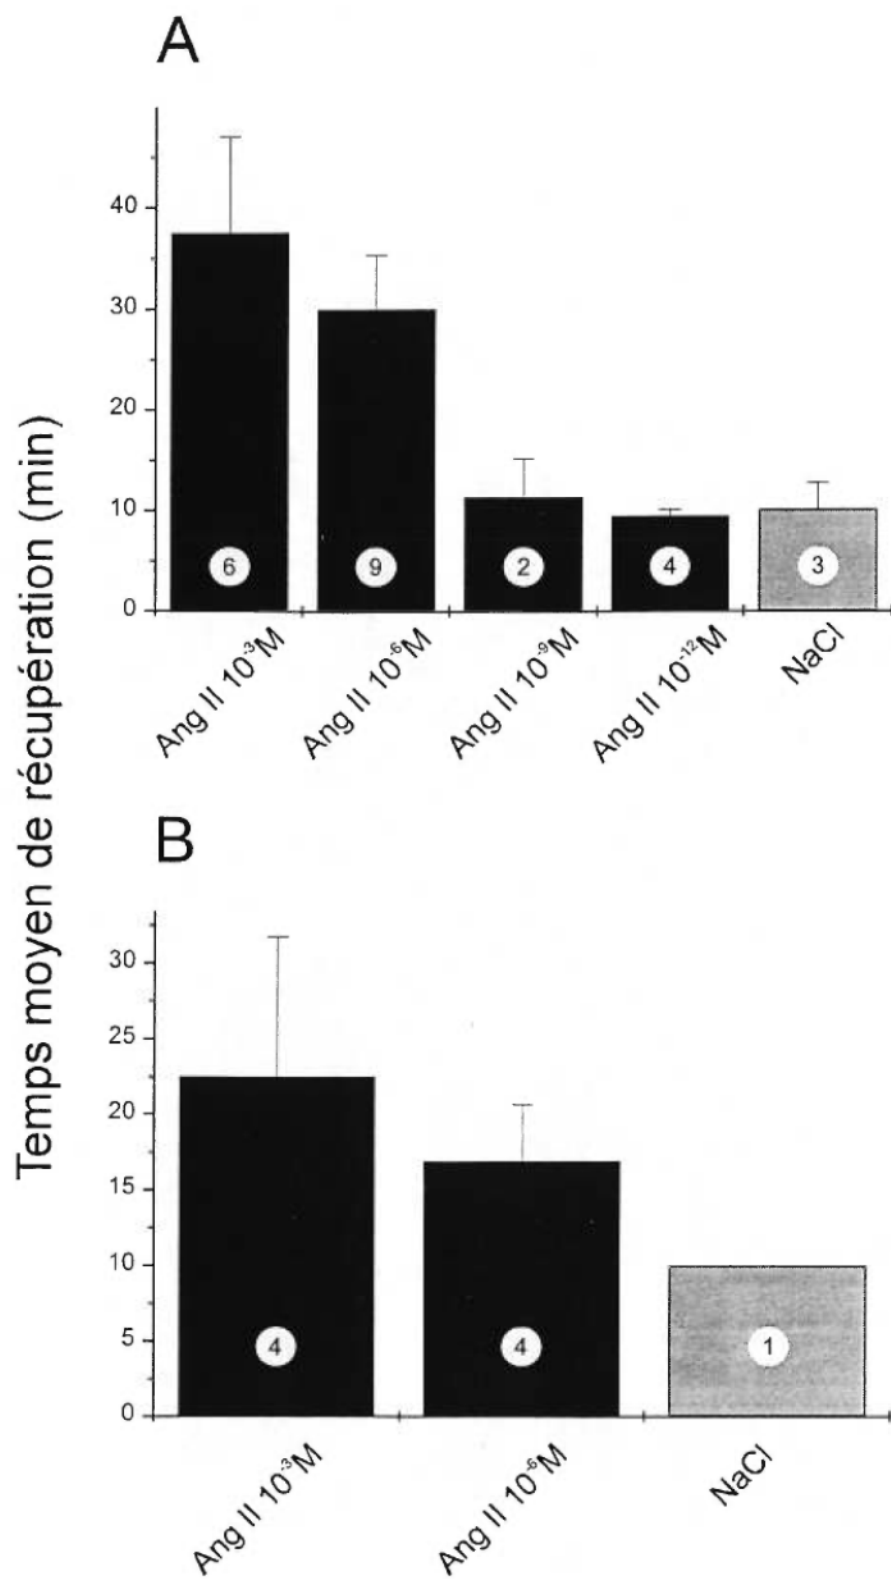 A
Temps moyen de récupération (min)
40
30
20
10
0
6
9
2
4
3
Ang II 10⁻³M
Ang II 10⁻⁶M
Ang II 10⁻⁹M
Ang II 10⁻¹²M
NaCl
B
30
25
20
15
10
5
0
4
4
1
Ang II 10⁻³M
Ang II 10⁻⁶M
NaCl